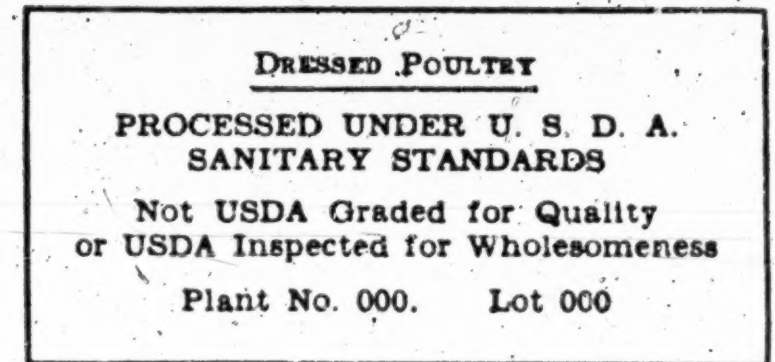 DRESSED POULTRY
PROCESSED UNDER U. S. D. A.
SANITARY STANDARDS
Not USDA Graded for Quality
or USDA Inspected for Wholesomeness
Plant No. 000. Lot 000